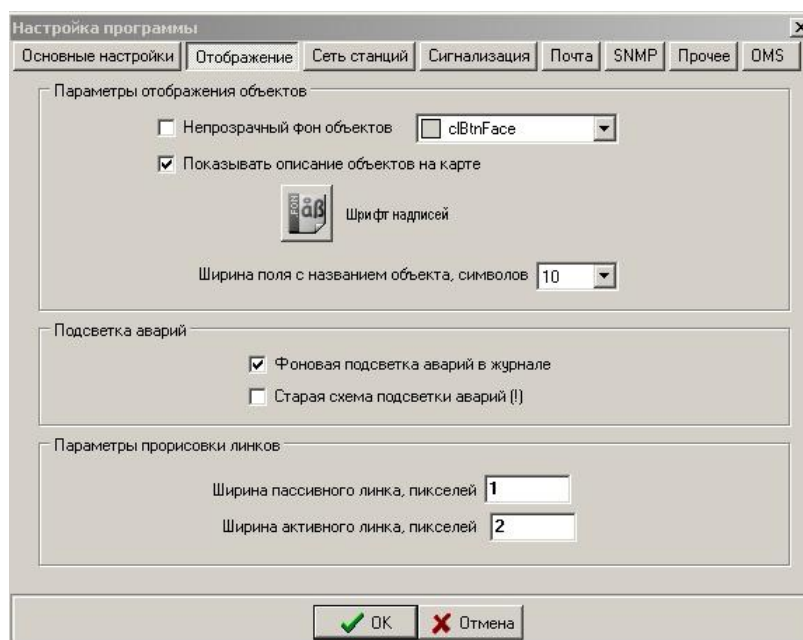 Настройка программы
Основные настройки Отображение Сеть станций Сигнализация Почта SNMP Прочее OMS
Параметры отображения объектов
Непрозрачный фон объектов clBtnFace
Показывать описание объектов на карте
.FON åß Шрифт надписей
Ширина поля с названием объекта, символов 10
Подсветка аварий
Фоновая подсветка аварий в журнале
Старая схема подсветки аварий (!)
Параметры прорисовки линков
Ширина пассивного линка, пикселей 1
Ширина активного линка, пикселей 2
OK Отмена